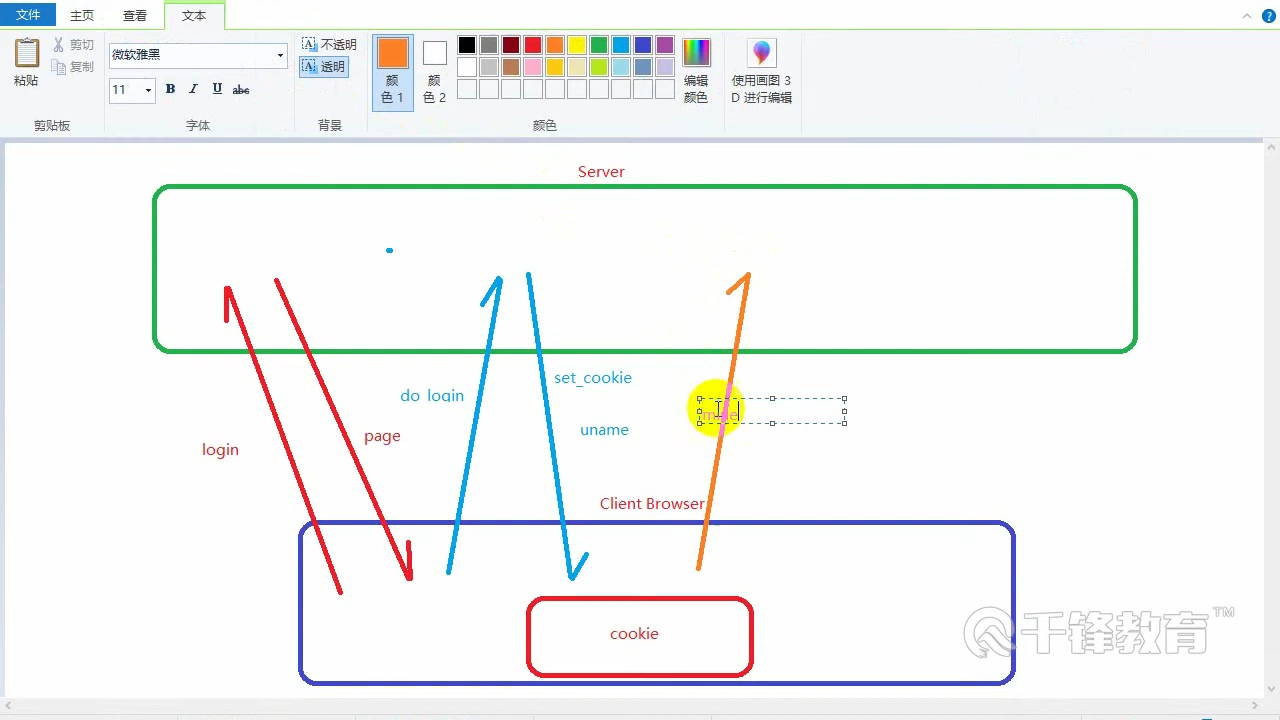 文件 主页 查看 文本
粘贴
剪切
复制
剪贴板
微软雅黑
11 B I U abc
字体
不透明
透明
背景
颜色 1
颜色 2
编辑颜色
颜色
使用画图 3D 进行编辑
Server
set_cookie
do_login
uname
page
login
Client Browser
cookie
千锋教育™